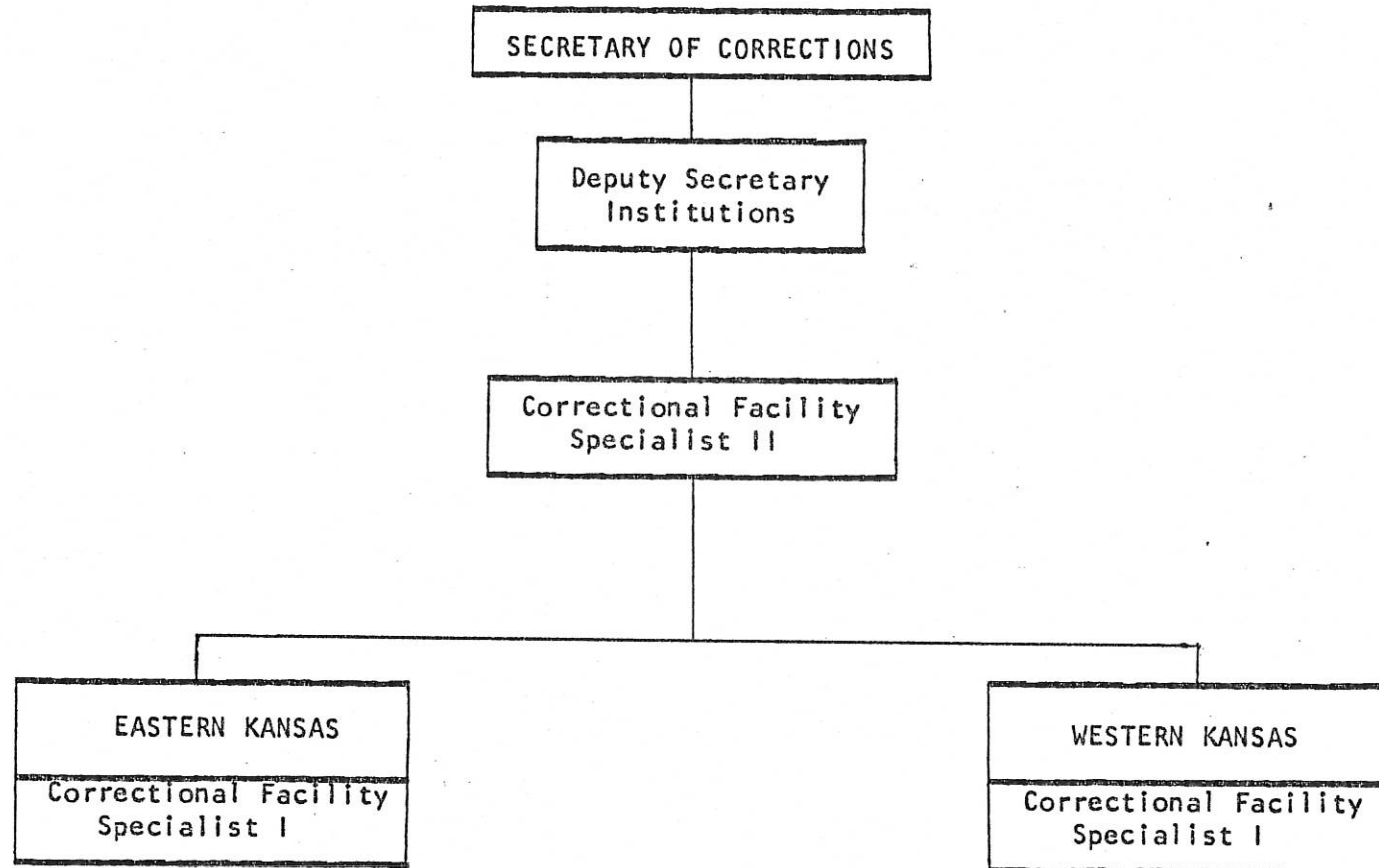 SECRETARY OF CORRECTIONS
Deputy Secretary
Institutions
Correctional Facility
Specialist II
EASTERN KANSAS
Correctional Facility
Specialist I
WESTERN KANSAS
Correctional Facility
Specialist I